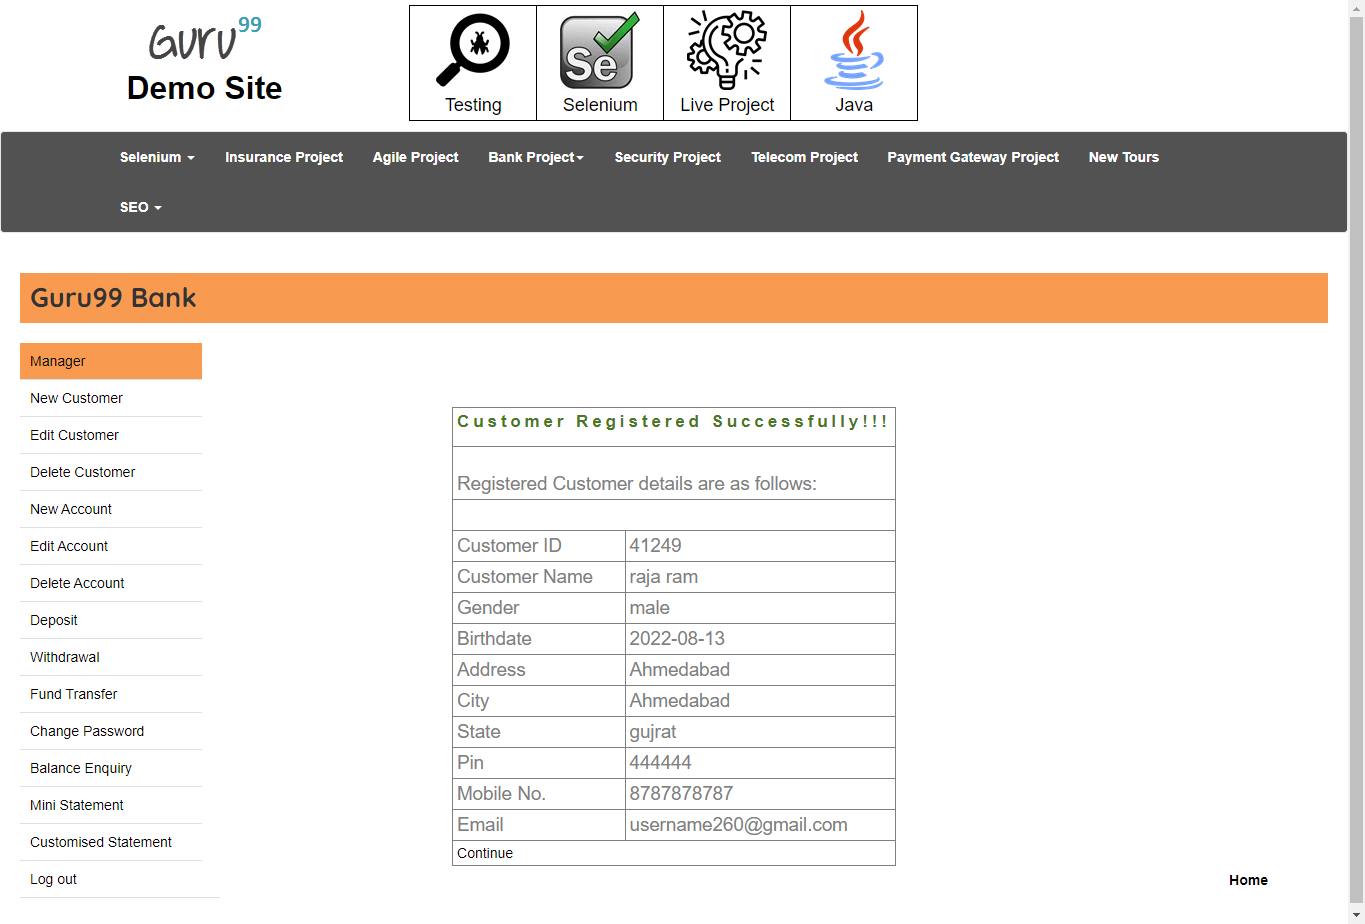 Guru99
Demo Site
Testing
Selenium
Live Project
Java
Selenium Insurance Project Agile Project Bank Project Security Project Telecom Project Payment Gateway Project New Tours
SEO
Guru99 Bank
Manager
New Customer
Edit Customer
Delete Customer
New Account
Edit Account
Delete Account
Deposit
Withdrawal
Fund Transfer
Change Password
Balance Enquiry
Mini Statement
Customised Statement
Log out
Customer Registered Successfully!!!
Registered Customer details are as follows:
Customer ID 41249
Customer Name raja ram
Gender male
Birthdate 2022-08-13
Address Ahmedabad
City Ahmedabad
State gujrat
Pin 444444
Mobile No. 8787878787
Email username260@gmail.com
Continue
Home
Se